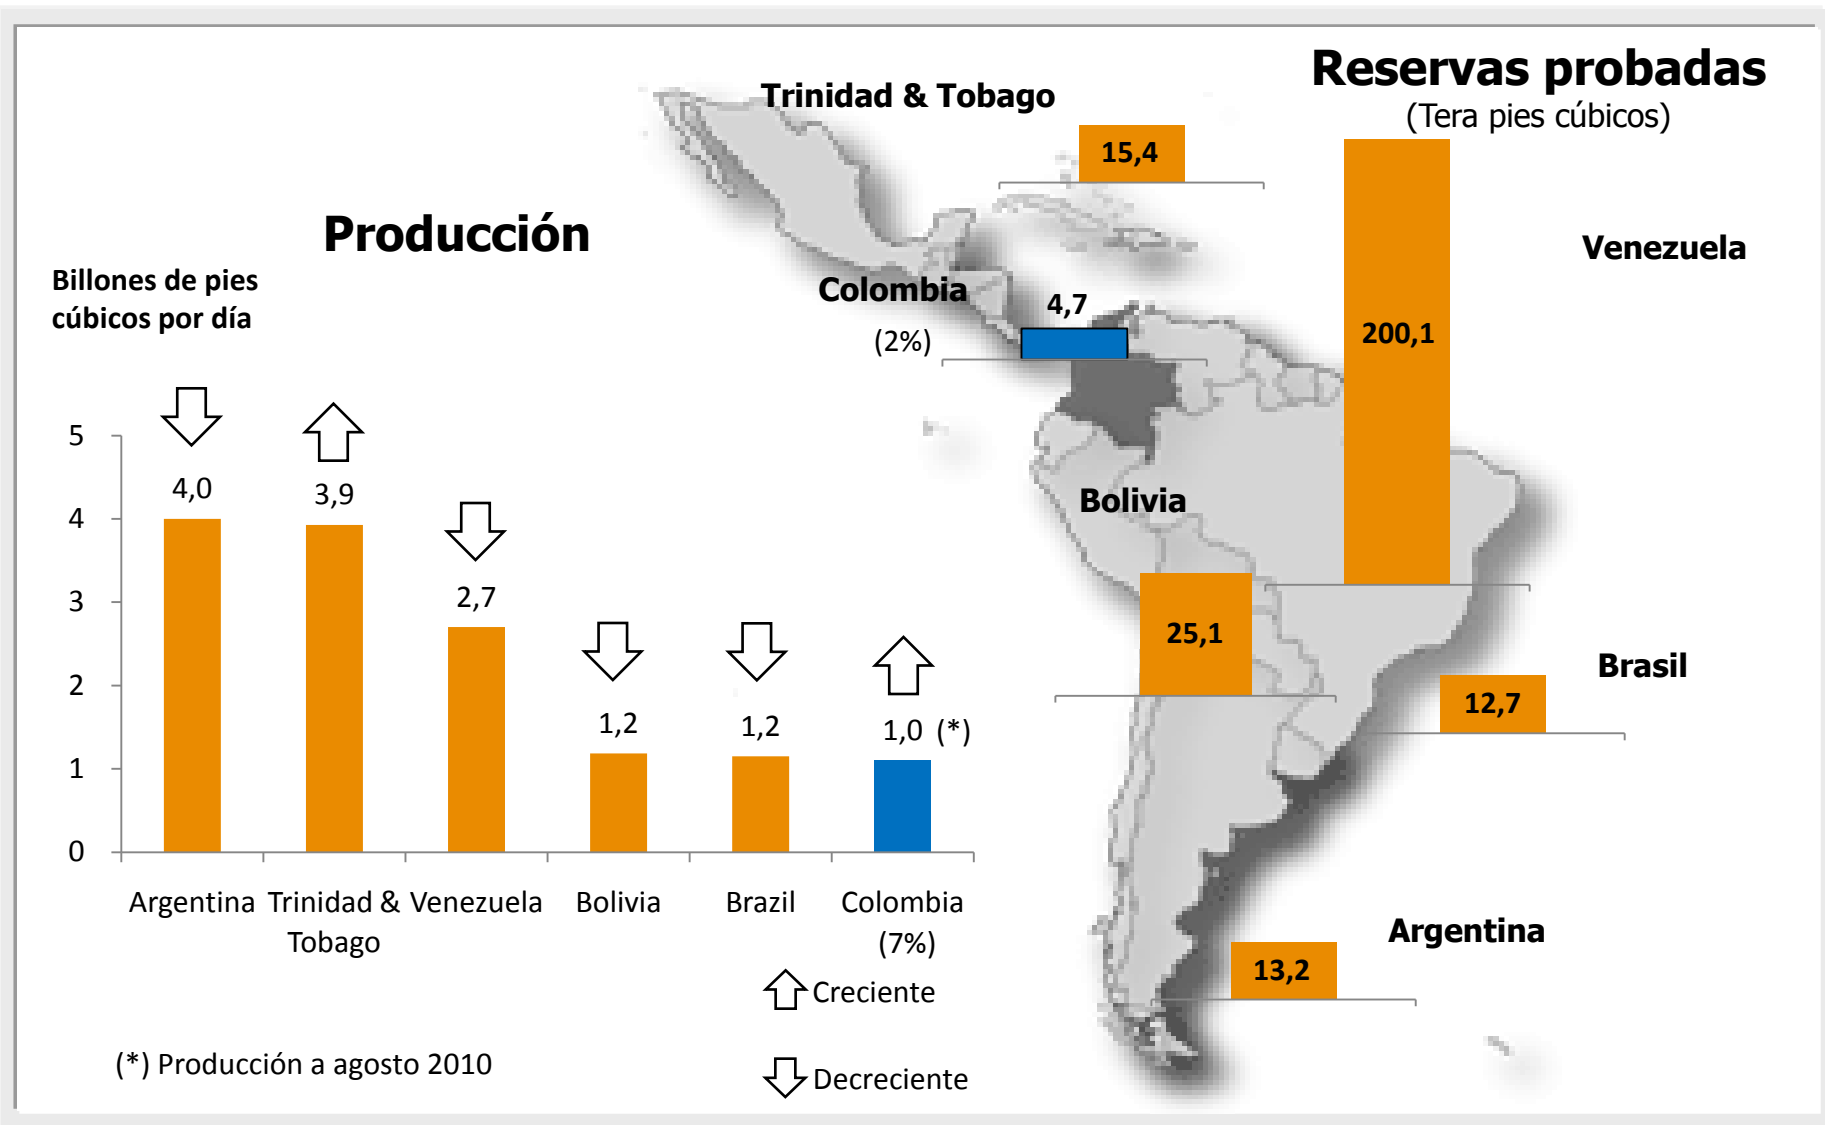 Producción
Billones de pies
cúbicos por día
5
4
3
2
1
0
4,0
3,9
2,7
1,2
1,2
1,0 (*)
Argentina
Trinidad &
Tobago
Venezuela
Bolivia
Brazil
Colombia
(7%)
Creciente
Decreciente
(*) Producción a agosto 2010
Reservas probadas
(Tera pies cúbicos)
Trinidad & Tobago
15,4
Venezuela
200,1
Colombia
(2%)
4,7
Bolivia
25,1
Brasil
12,7
Argentina
13,2